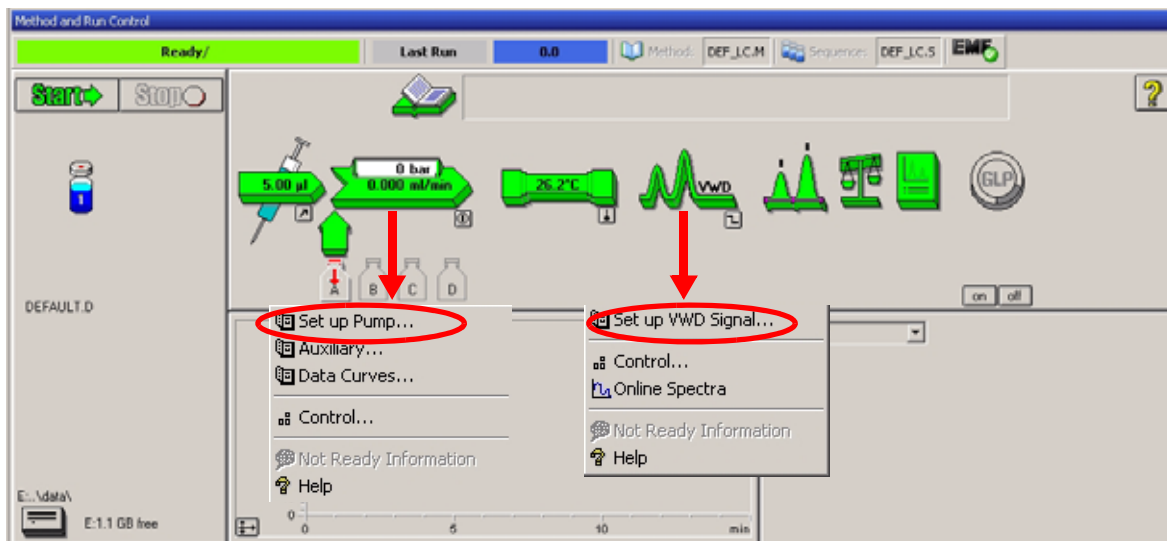 Method and Run Control
Ready/ Last Run 0.0 Method: DEF_LC.M Sequence: DEF_LC.S EMF
Start Stop
0 bar
5.00 µl 0.000 ml/min 26.2°C VWD GLP
1
A B C D
DEFAULT.D
on off
Set up Pump...
Auxiliary...
Data Curves...
Control...
Not Ready Information
Help
Set up VWD Signal...
Control...
Online Spectra
Not Ready Information
Help
E:..\data\
E:1.1 GB free
0
0 5 10 min